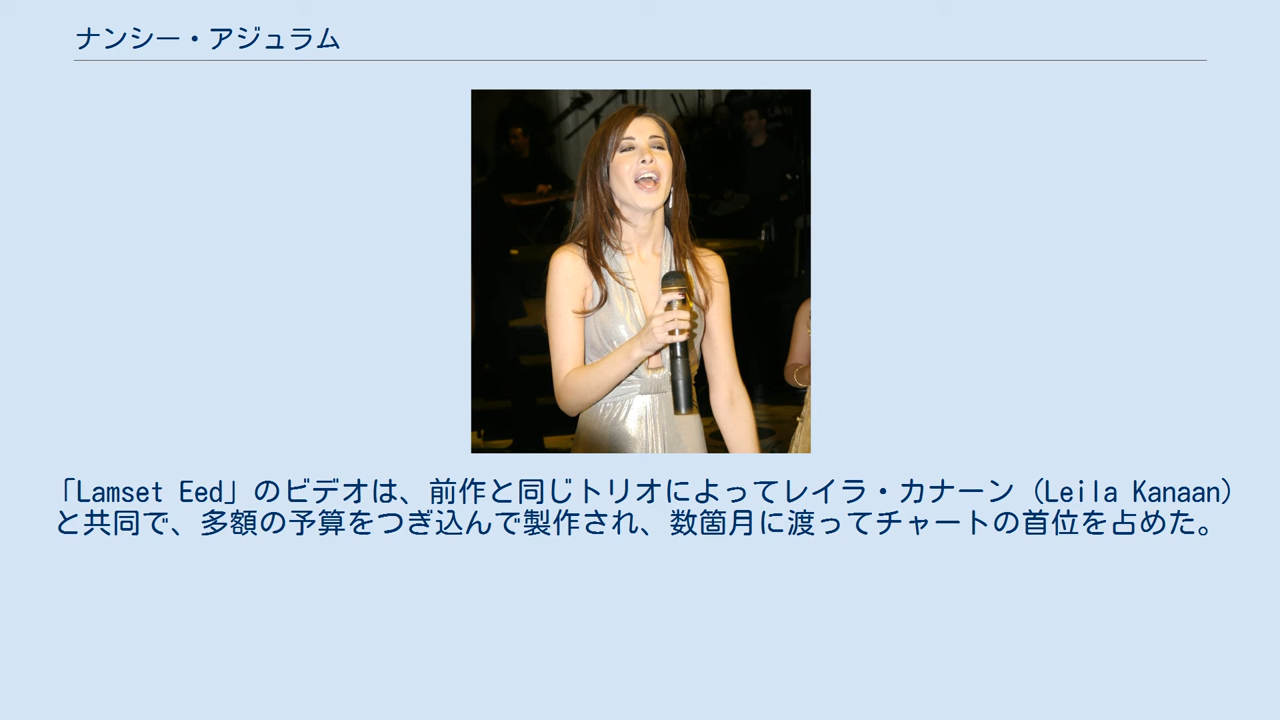 ナンシー・アジュラム
「Lamset Eed」のビデオは、前作と同じトリオによってレイラ・カナーン（Leila Kanaan）
と共同で、多額の予算をつぎ込んで製作され、数箇月に渡ってチャートの首位を占めた。